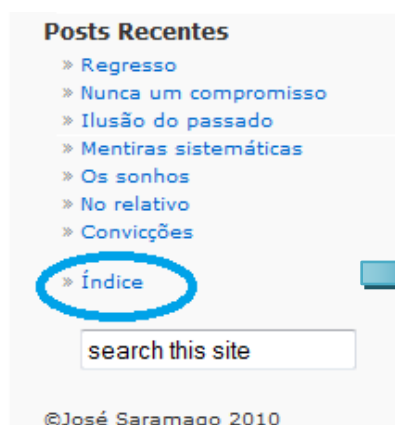 Posts Recentes
» Regresso
» Nunca um compromisso
» Ilusão do passado
» Mentiras sistemáticas
» Os sonhos
» No relativo
» Convicções
» Índice
search this site
©José Saramago 2010